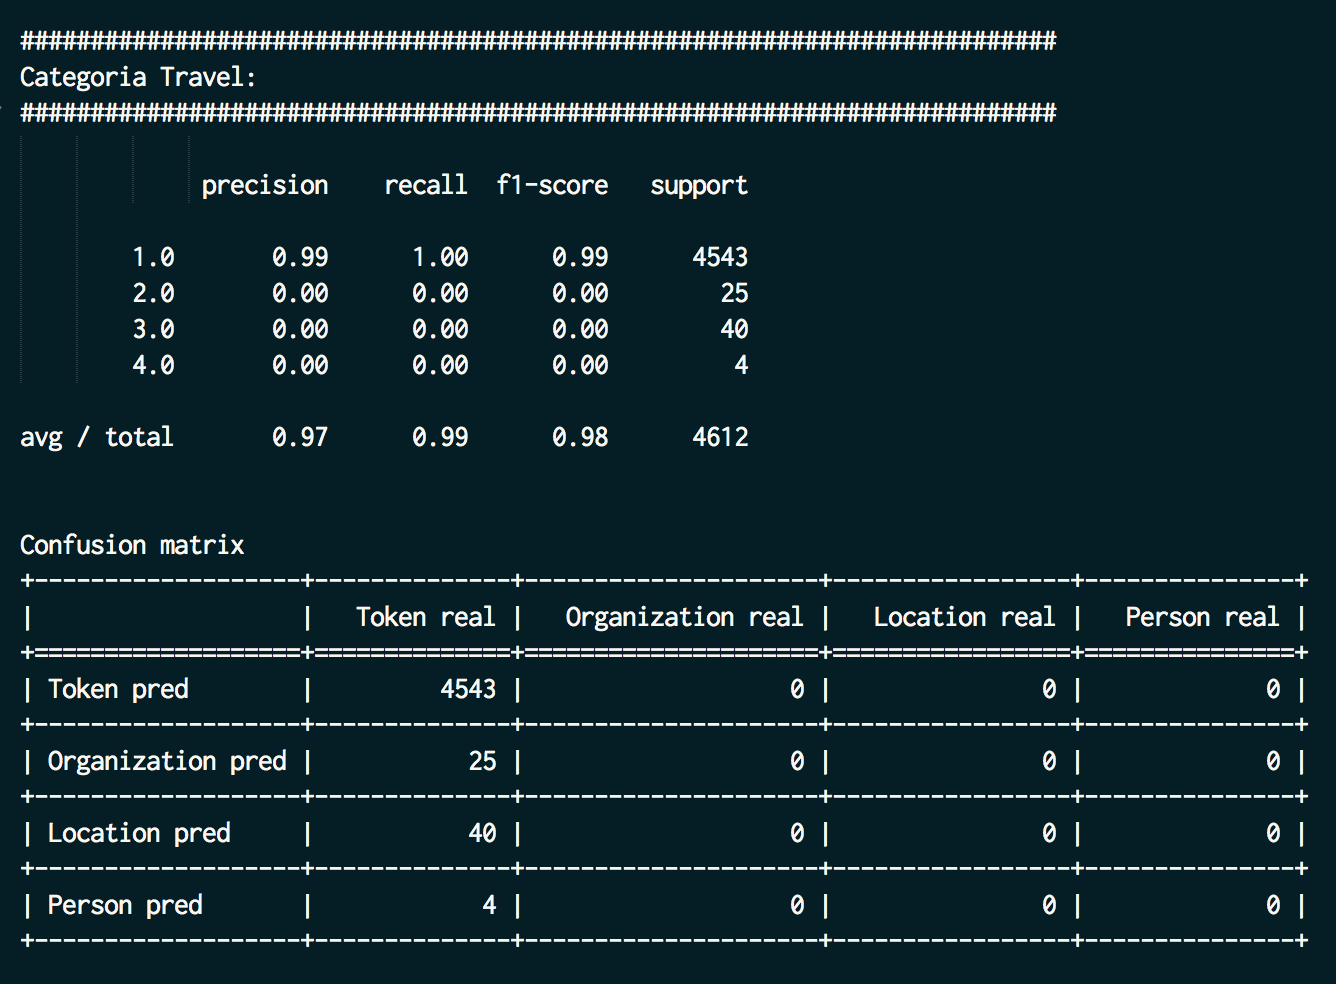 ##########################################################################
Categoria Travel:
##########################################################################
precision recall f1-score support
1.0 0.99 1.00 0.99 4543
2.0 0.00 0.00 0.00 25
3.0 0.00 0.00 0.00 40
4.0 0.00 0.00 0.00 4
avg / total 0.97 0.99 0.98 4612
Confusion matrix
+-------------------+--------------+---------------------+-----------------+---------------+
| | Token real | Organization real | Location real | Person real |
+===================+==============+=====================+=================+===============+
| Token pred | 4543 | 0 | 0 | 0 |
+-------------------+--------------+---------------------+-----------------+---------------+
| Organization pred | 25 | 0 | 0 | 0 |
+-------------------+--------------+---------------------+-----------------+---------------+
| Location pred | 40 | 0 | 0 | 0 |
+-------------------+--------------+---------------------+-----------------+---------------+
| Person pred | 4 | 0 | 0 | 0 |
+-------------------+--------------+---------------------+-----------------+---------------+